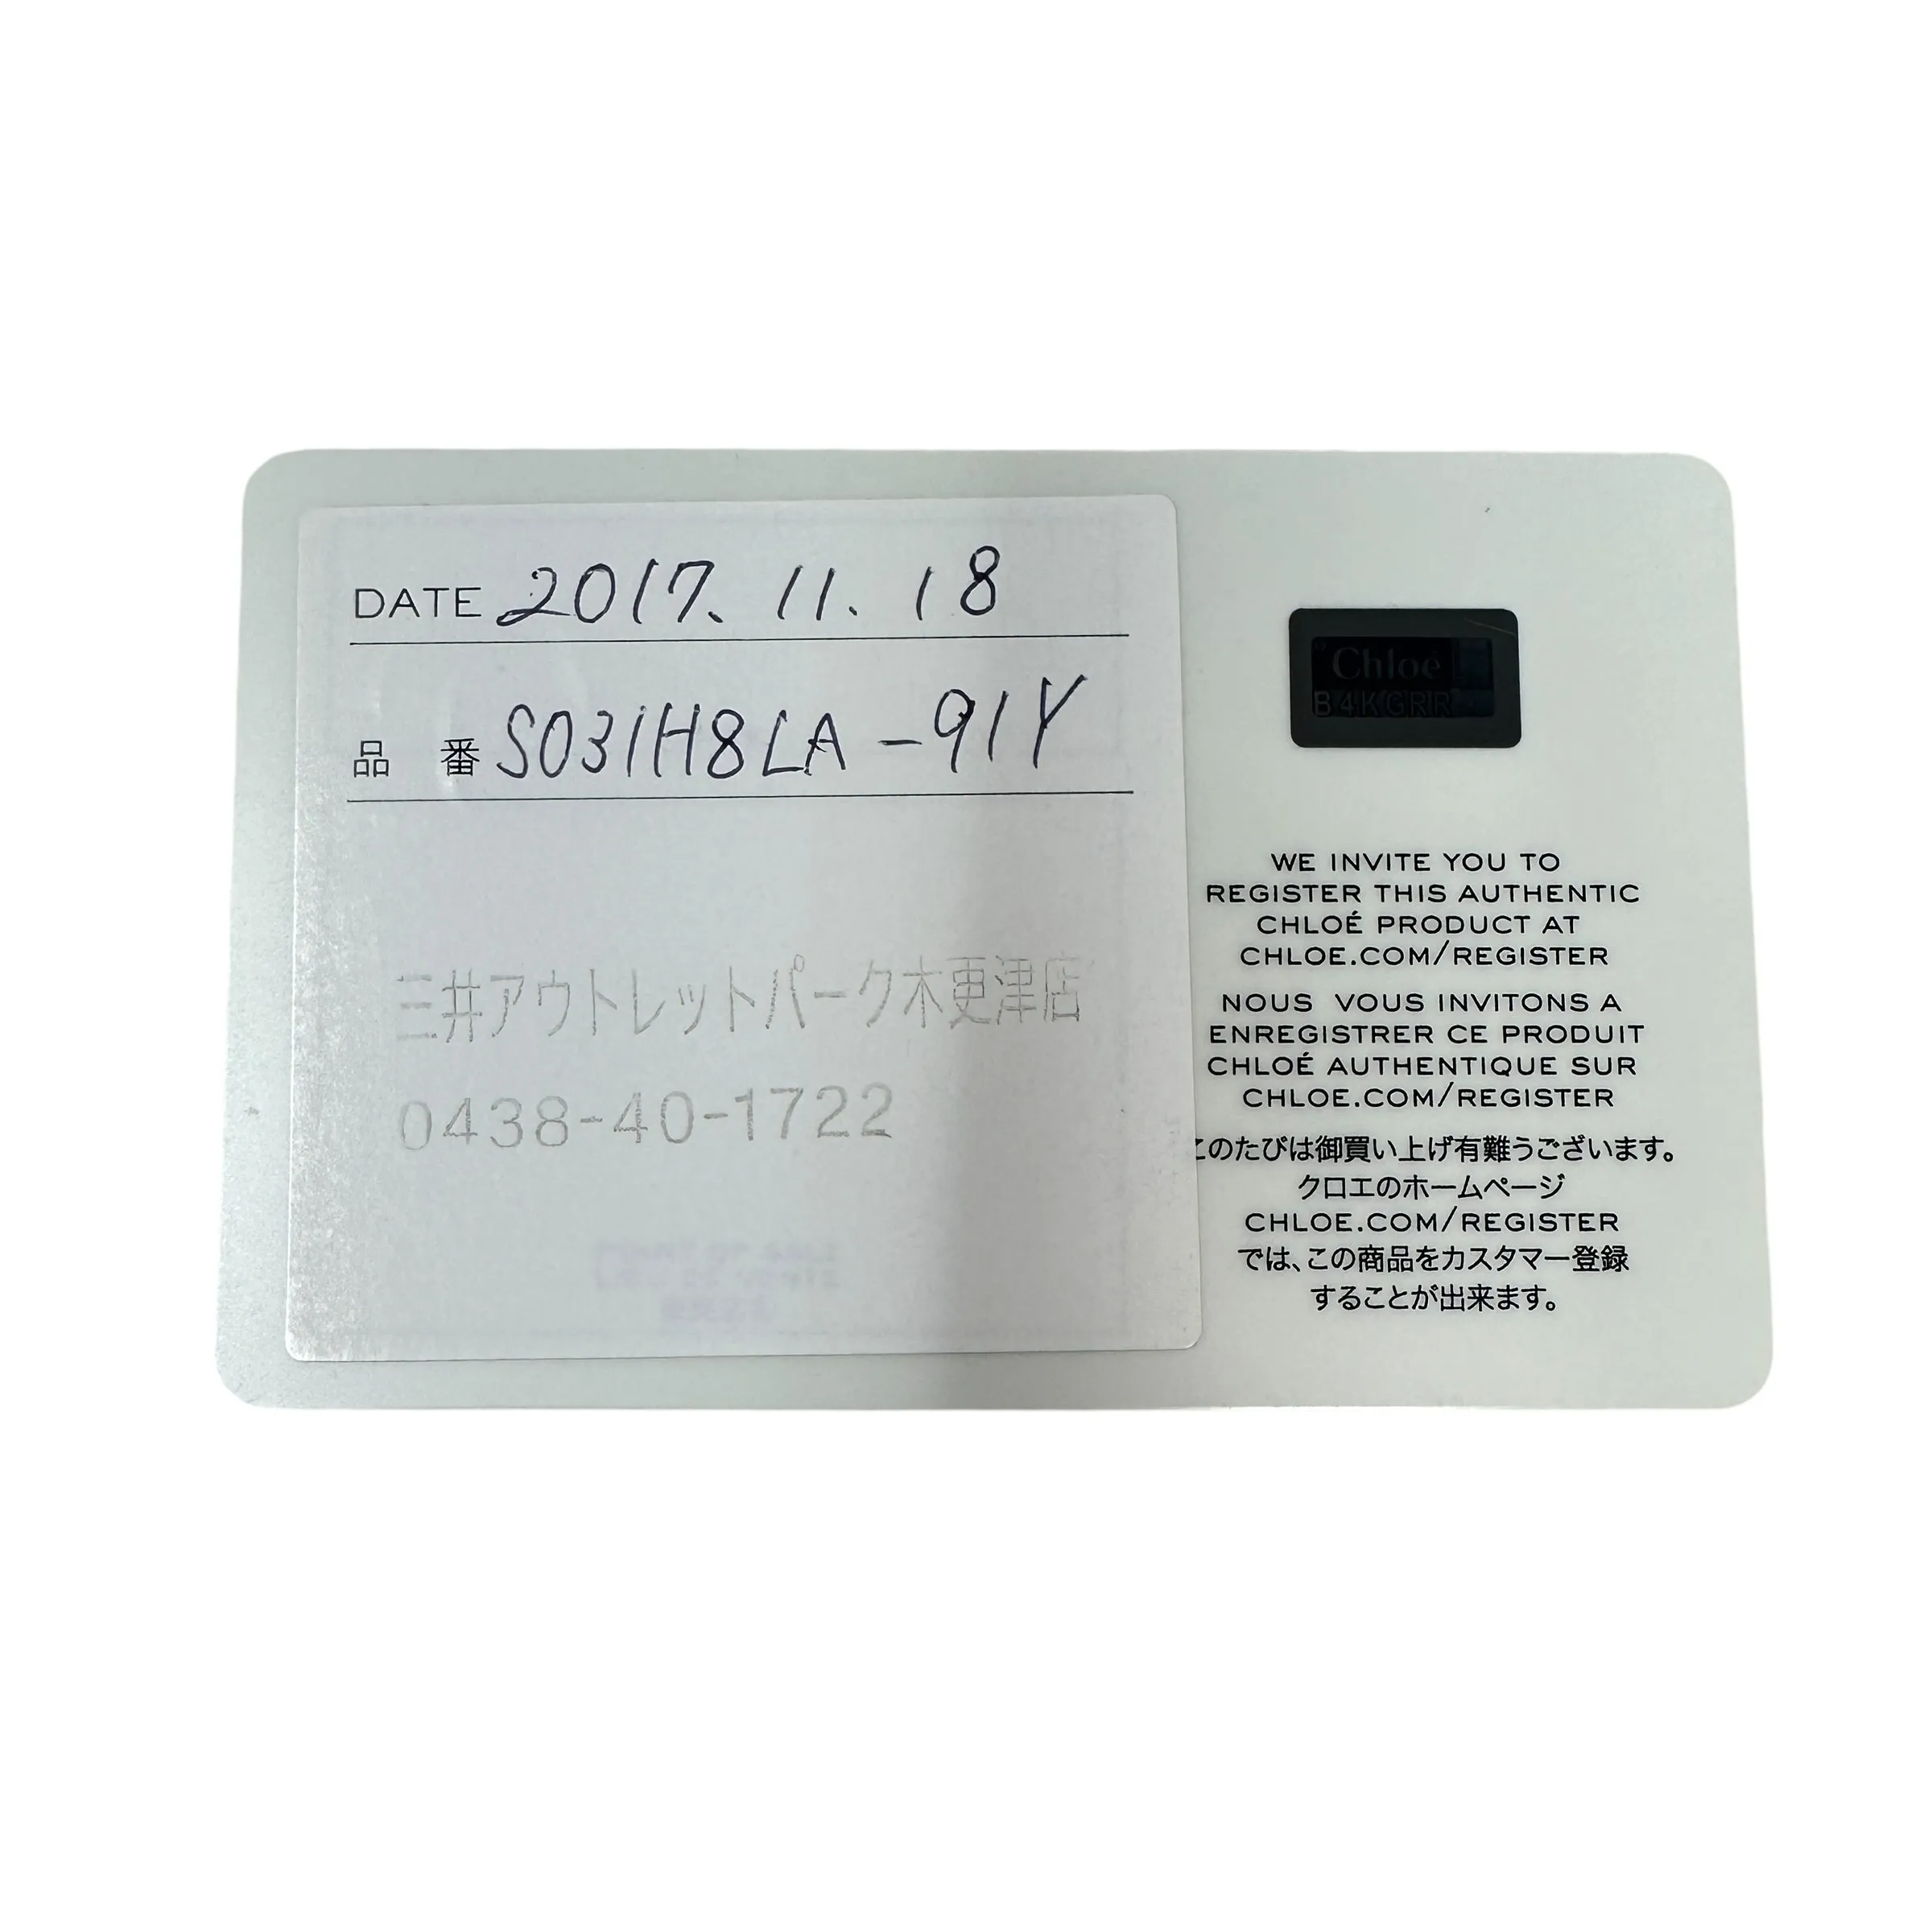 DATE 2017. 11. 18
品 番 S031H8LA-91Y
三井アウトレットパーク木更津店
0438-40-1722
Chloé
B4KGRR
WE INVITE YOU TO
REGISTER THIS AUTHENTIC
CHLOÉ PRODUCT AT
CHLOE.COM/REGISTER
NOUS VOUS INVITONS A
ENREGISTRER CE PRODUIT
CHLOÉ AUTHENTIQUE SUR
CHLOE.COM/REGISTER
このたびは御買い上げ有難うございます。
クロエのホームページ
CHLOE.COM/REGISTER
では、この商品をカスタマー登録
することが出来ます。